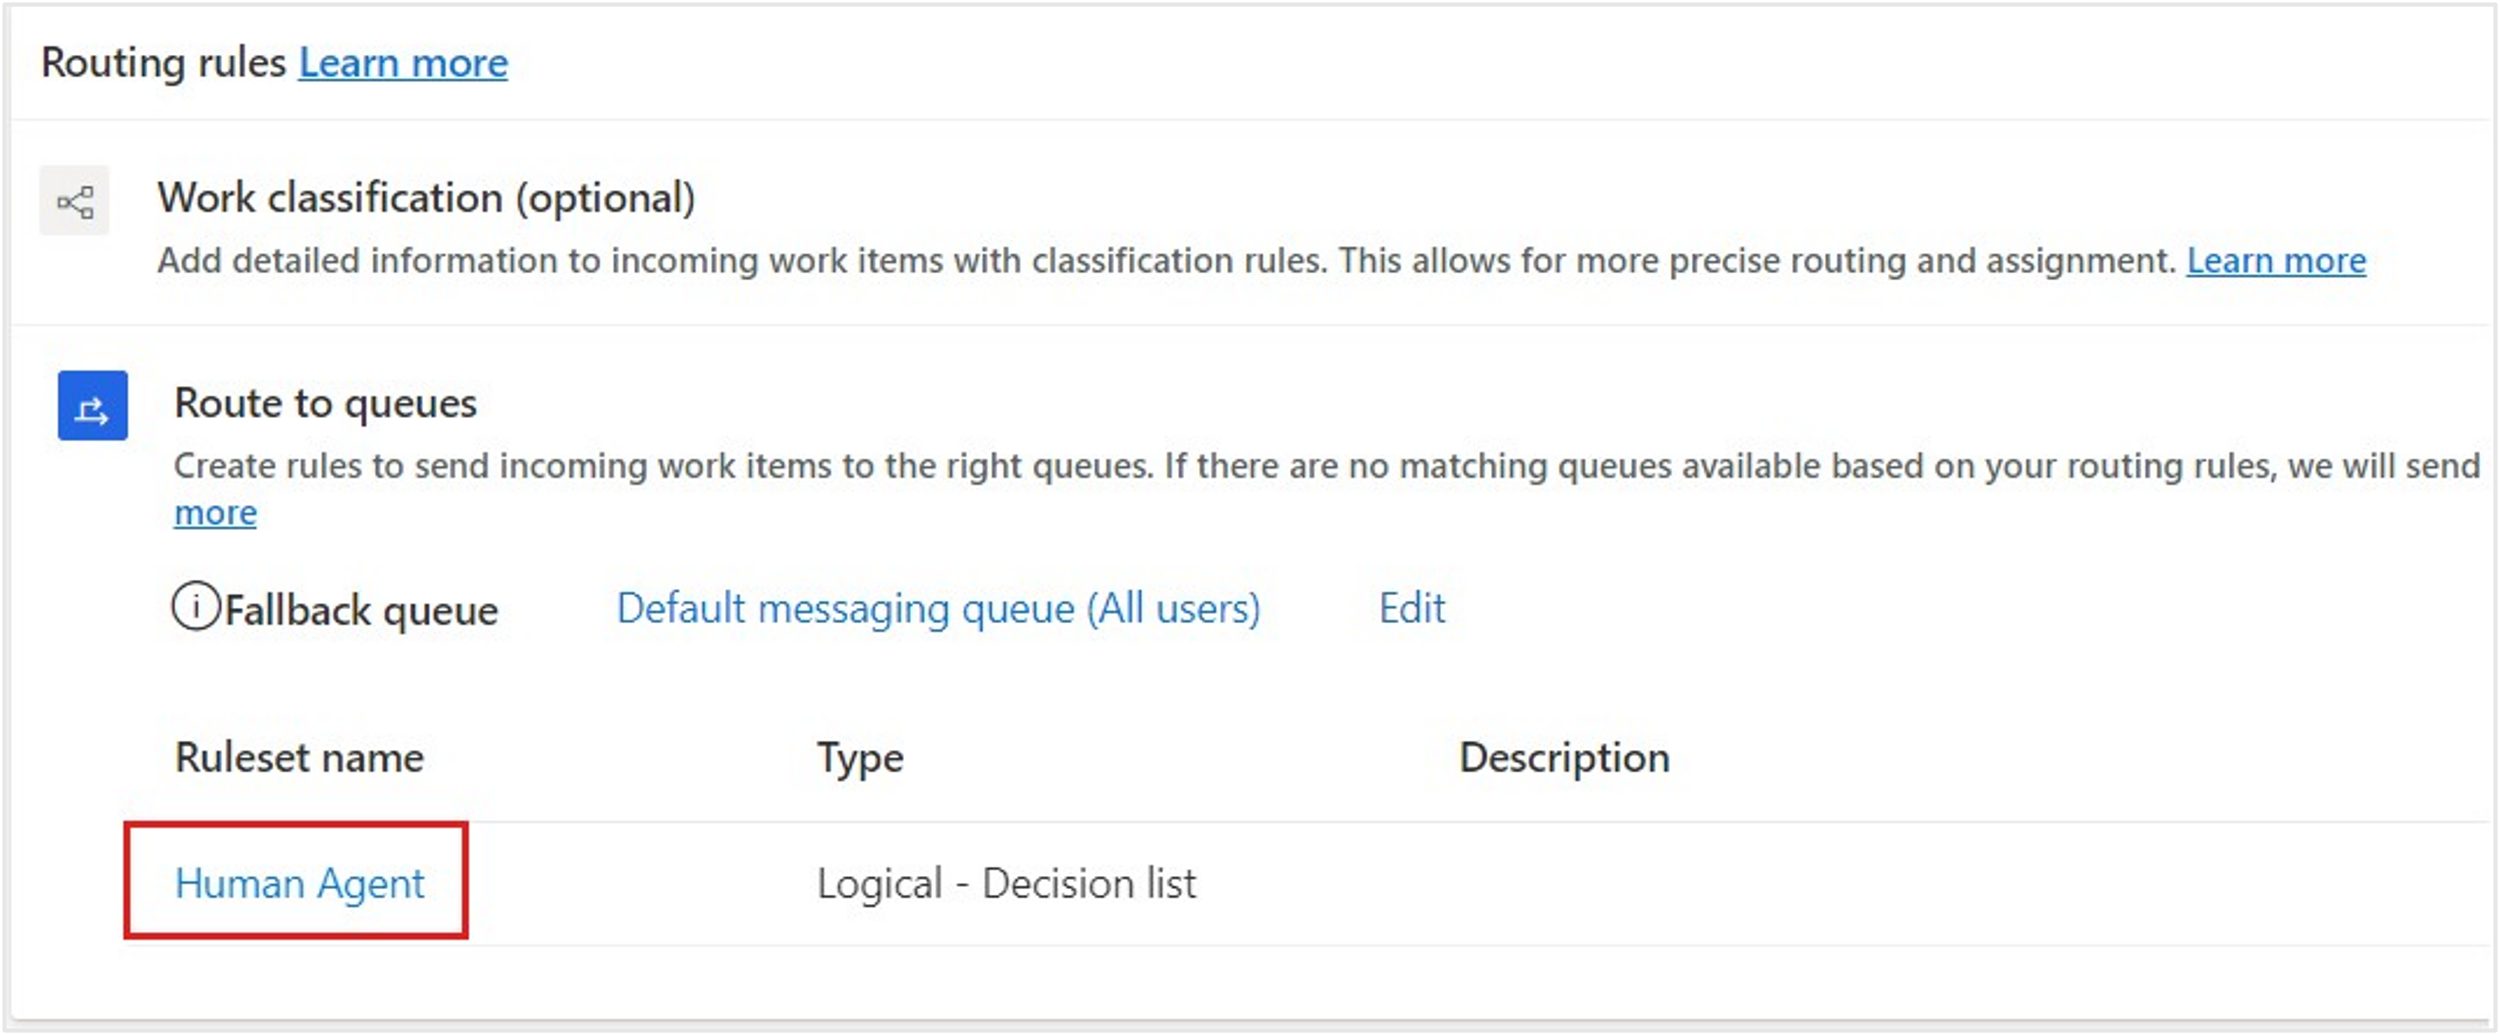 Routing rules Learn more
Work classification (optional)
Add detailed information to incoming work items with classification rules. This allows for more precise routing and assignment. Learn more
Route to queues
Create rules to send incoming work items to the right queues. If there are no matching queues available based on your routing rules, we will send
more
Fallback queue Default messaging queue (All users) Edit
Ruleset name Type Description
Human Agent Logical - Decision list